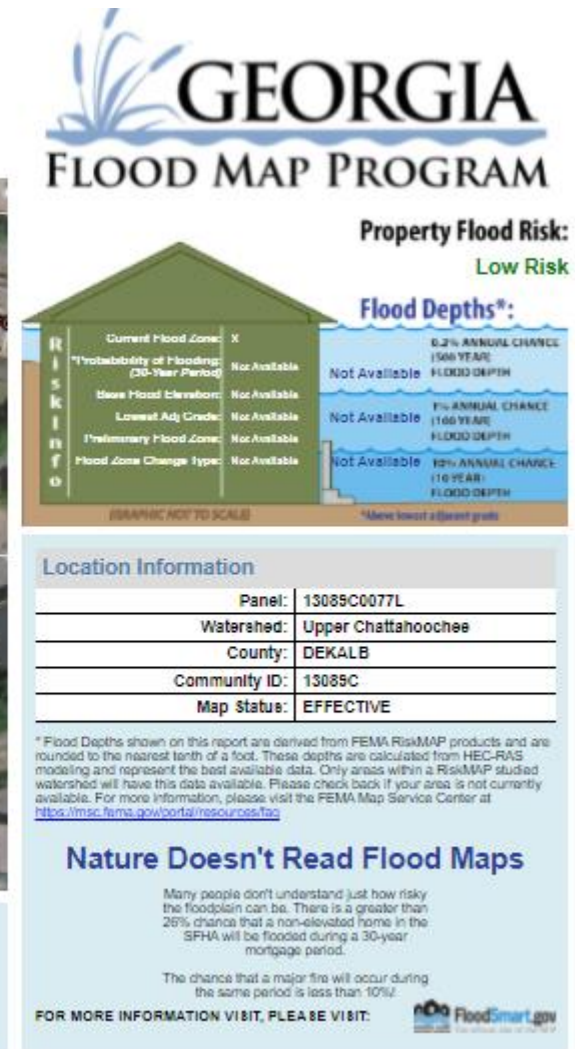 GEORGIA
FLOOD MAP PROGRAM
Property Flood Risk:
Low Risk
Flood Depths*:
Risk Info
Current Flood Zone: X
*Probability of Flooding: (30-Year Period) Not Available
Base Flood Elevation: Not Available
Lowest Adj Grade: Not Available
Preliminary Flood Zone: Not Available
Flood Zone Change Type: Not Available
Not Available 0.2% ANNUAL CHANCE (500 YEAR) FLOOD DEPTH
Not Available 1% ANNUAL CHANCE (100 YEAR) FLOOD DEPTH
Not Available 10% ANNUAL CHANCE (10 YEAR) FLOOD DEPTH
(GRAPHIC NOT TO SCALE)
*Above lowest adjacent grade
Location Information
Panel: 13089C0077L
Watershed: Upper Chattahoochee
County: DEKALB
Community ID: 13089C
Map Status: EFFECTIVE
* Flood Depths shown on this report are derived from FEMA RiskMAP products and are
rounded to the nearest tenth of a foot. These depths are calculated from HEC-RAS
modeling and represent the best available data. Only areas within a RiskMAP studied
watershed will have this data available. Please check back if your area is not currently
available. For more information, please visit the FEMA Map Service Center at
https://msc.fema.gov/portal/resources/faq
Nature Doesn't Read Flood Maps
Many people don't understand just how risky
the floodplain can be. There is a greater than
26% chance that a non-elevated home in the
SFHA will be flooded during a 30-year
mortgage period.
The chance that a major fire will occur during
the same period is less than 10%!
FOR MORE INFORMATION VISIT, PLEASE VISIT:
FloodSmart.gov